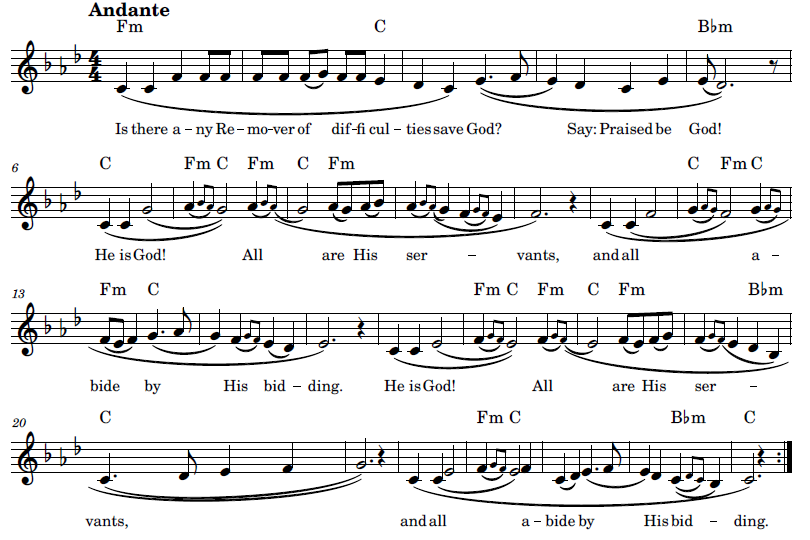 Andante
Fm C B♭m
4 4
Is there a – ny Re – mo – ver of dif – fi cul – ties save God? Say: Praised be God!
6
C Fm C Fm C Fm C Fm C
He is God! All are His ser – vants, and all a –
13
Fm C Fm C Fm C Fm B♭m
bide by His bid – ding. He is God! All are His ser –
20
C Fm C B♭m C
vants, and all a – bide by His bid – ding.